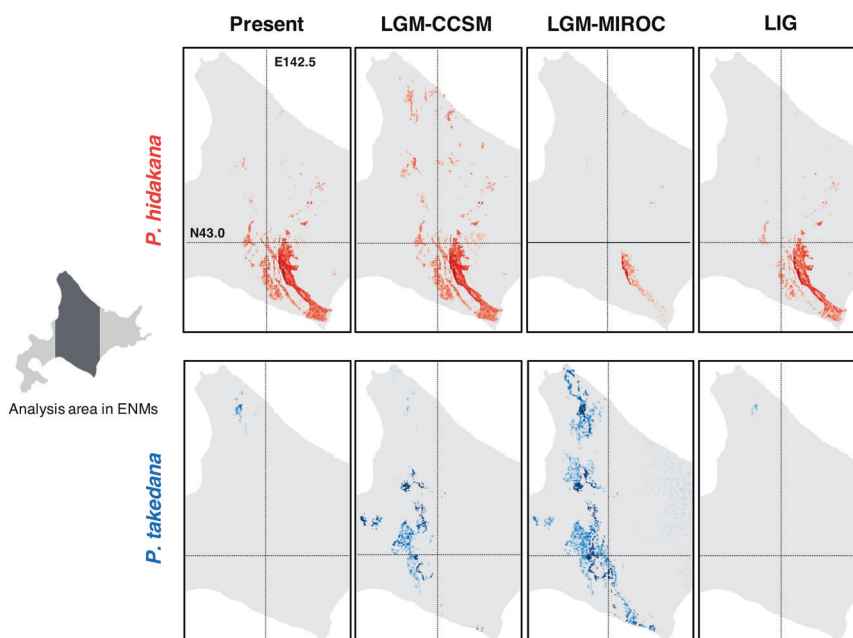 Present
LGM-CCSM
LGM-MIROC
LIG
E142.5
P. hidakana
N43.0
Analysis area in ENMs
P. takedana